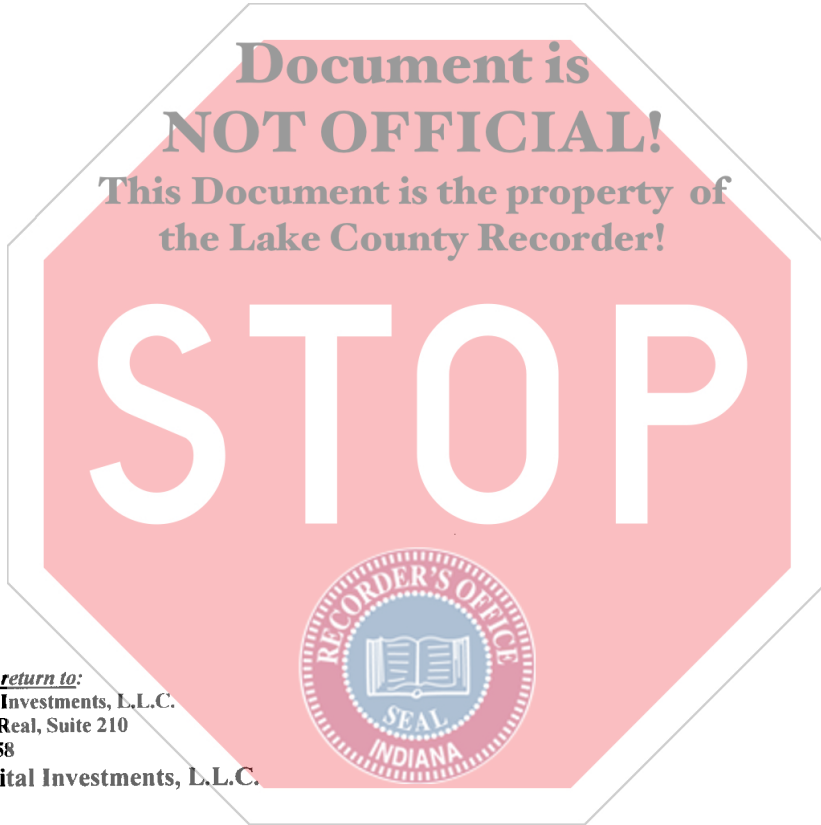 Document is
NOT OFFICIAL!
This Document is the property of
the Lake County Recorder!
STOP
RECORDER'S OFFICE
SEAL
INDIANA
return to:
Investments, L.L.C.
Real, Suite 210
58
ital Investments, L.L.C.